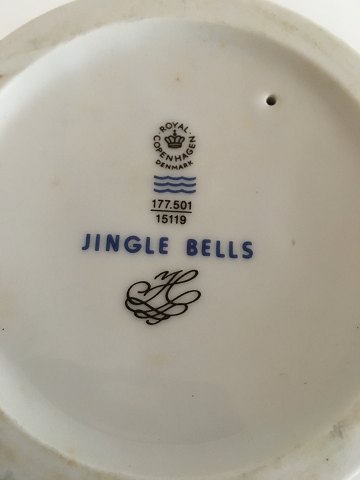 ROYAL
COPENHAGEN
DENMARK
177.501
15119
JINGLE BELLS